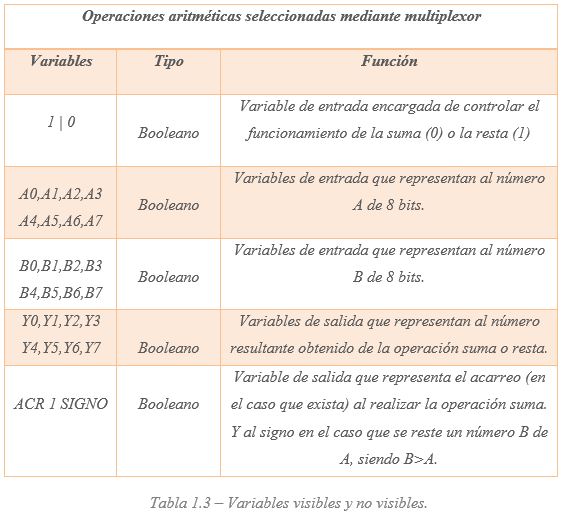 Operaciones aritméticas seleccionadas mediante multiplexor
Variables Tipo Función
1 | 0
Booleano
Variable de entrada encargada de controlar el
funcionamiento de la suma (0) o la resta (1)
A0,A1,A2,A3
A4,A5,A6,A7
Booleano
Variables de entrada que representan al número
A de 8 bits.
B0,B1,B2,B3
B4,B5,B6,B7
Booleano
Variables de entrada que representan al número
B de 8 bits.
Y0,Y1,Y2,Y3
Y4,Y5,Y6,Y7
Booleano
Variables de salida que representan al número
resultante obtenido de la operación suma o resta.
ACR 1 SIGNO
Booleano
Variable de salida que representa el acarreo (en
el caso que exista) al realizar la operación suma.
Y al signo en el caso que se reste un número B de
A, siendo B>A.
Tabla 1.3 – Variables visibles y no visibles.